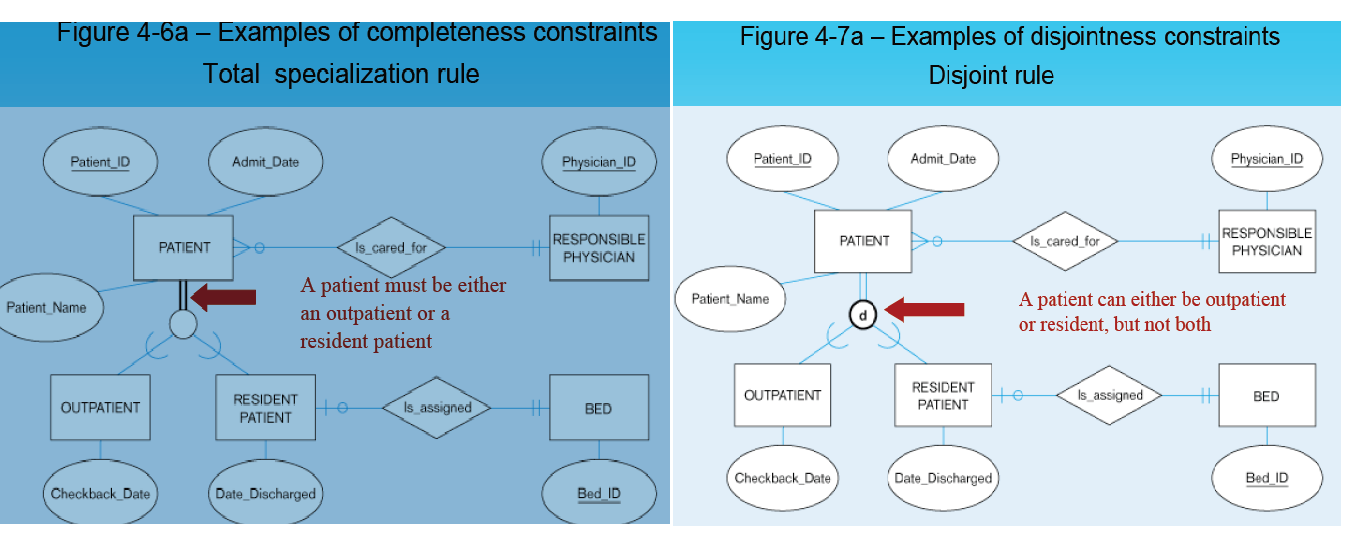 Figure 4-6a – Examples of completeness constraints
Total specialization rule
Patient_ID
Admit_Date
Physician_ID
PATIENT
Is_cared_for
RESPONSIBLE
PHYSICIAN
Patient_Name
A patient must be either
an outpatient or a
resident patient
OUTPATIENT
RESIDENT
PATIENT
Is_assigned
BED
Checkback_Date
Date_Discharged
Bed_ID
Figure 4-7a – Examples of disjointness constraints
Disjoint rule
Patient_ID
Admit_Date
Physician_ID
PATIENT
Is_cared_for
RESPONSIBLE
PHYSICIAN
Patient_Name
d
A patient can either be outpatient
or resident, but not both
OUTPATIENT
RESIDENT
PATIENT
Is_assigned
BED
Checkback_Date
Date_Discharged
Bed_ID